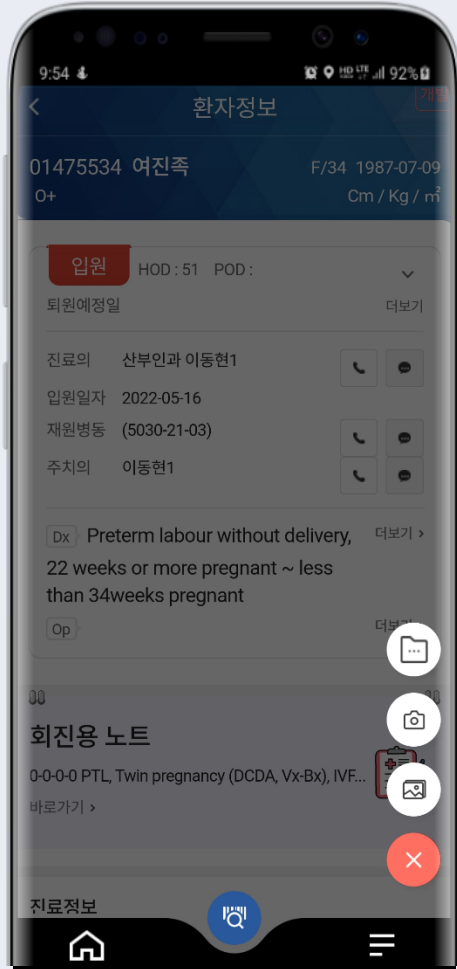 9:54 HD LTE 92%
환자정보
개발
01475534 여진족 F/34 1987-07-09
O+ Cm / Kg / ㎡
입원 HOD : 51 POD :
퇴원예정일 더보기
진료의 산부인과 이동현1
입원일자 2022-05-16
재원병동 (5030-21-03)
주치의 이동현1
Dx Preterm labour without delivery, 더보기 >
22 weeks or more pregnant ~ less
than 34weeks pregnant
Op
회진용 노트
0-0-0-0 PTL, Twin pregnancy (DCDA, Vx-Bx), IVF...
바로가기 >
진료정보